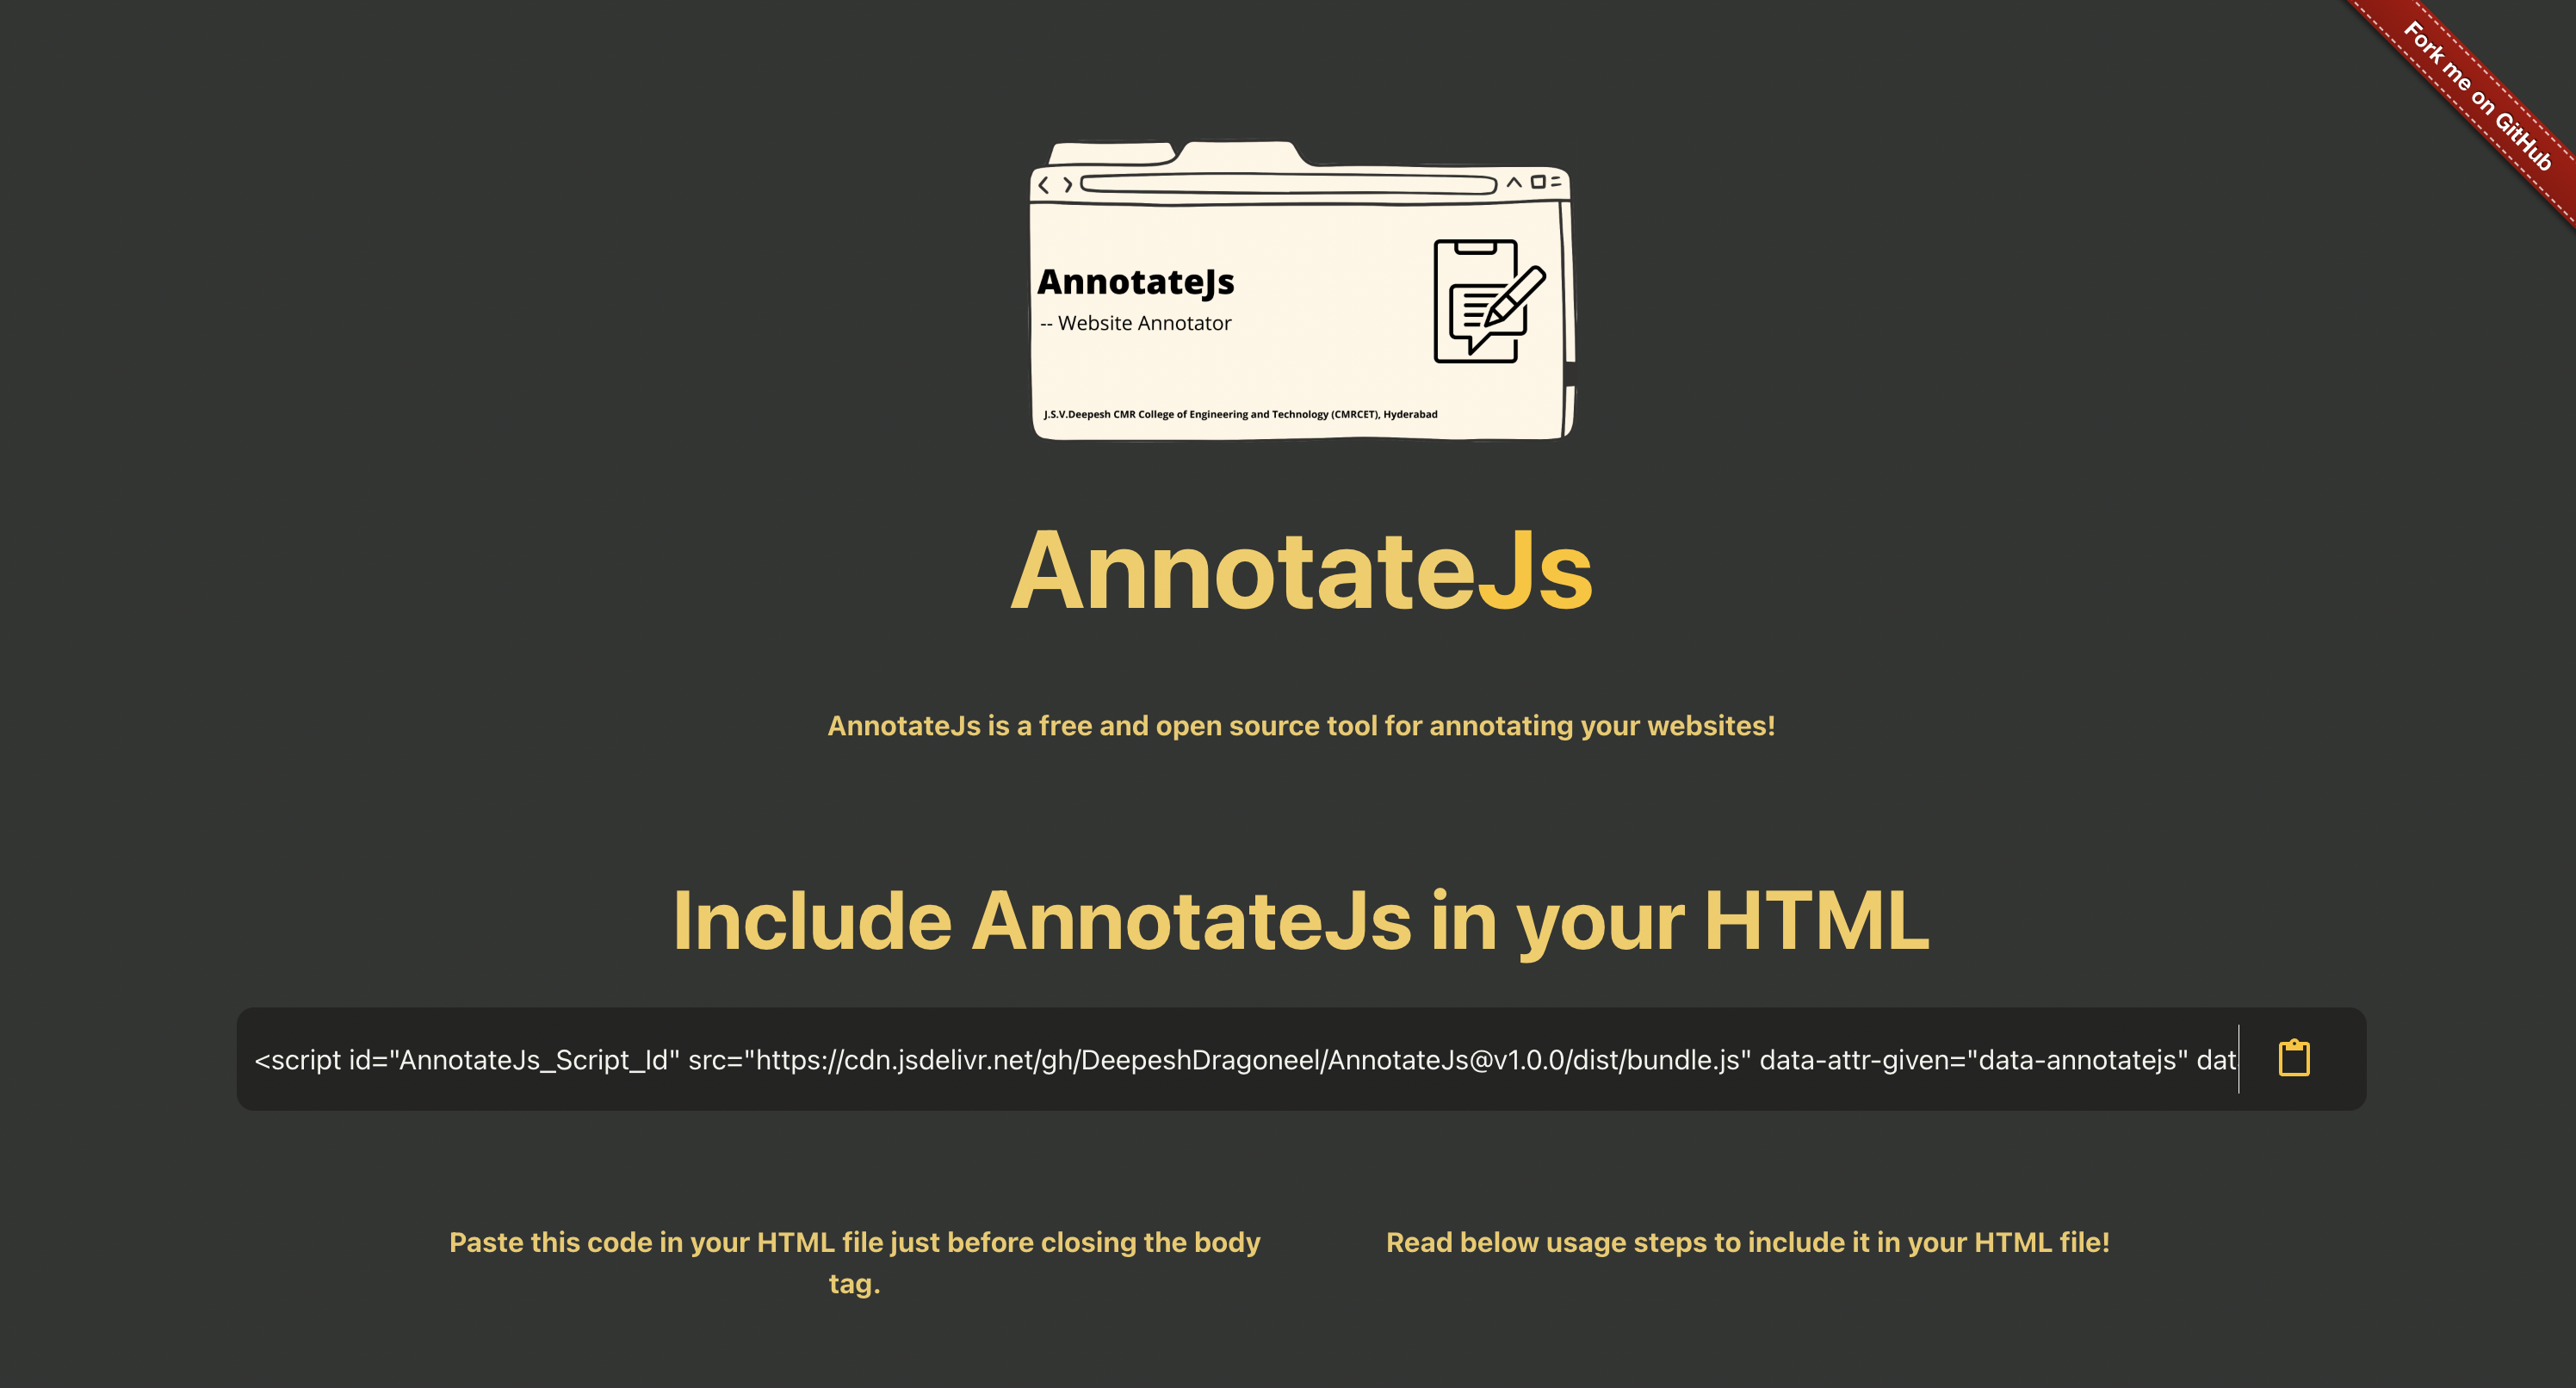 Fork me on GitHub
AnnotateJs
-- Website Annotator
J.S.V.Deepesh CMR College of Engineering and Technology (CMRCET), Hyderabad
AnnotateJs
AnnotateJs is a free and open source tool for annotating your websites!
Include AnnotateJs in your HTML
<script id="AnnotateJs_Script_Id" src="https://cdn.jsdelivr.net/gh/DeepeshDragoneel/AnnotateJs@v1.0.0/dist/bundle.js" data-attr-given="data-annotatejs" dat
Paste this code in your HTML file just before closing the body
tag.
Read below usage steps to include it in your HTML file!